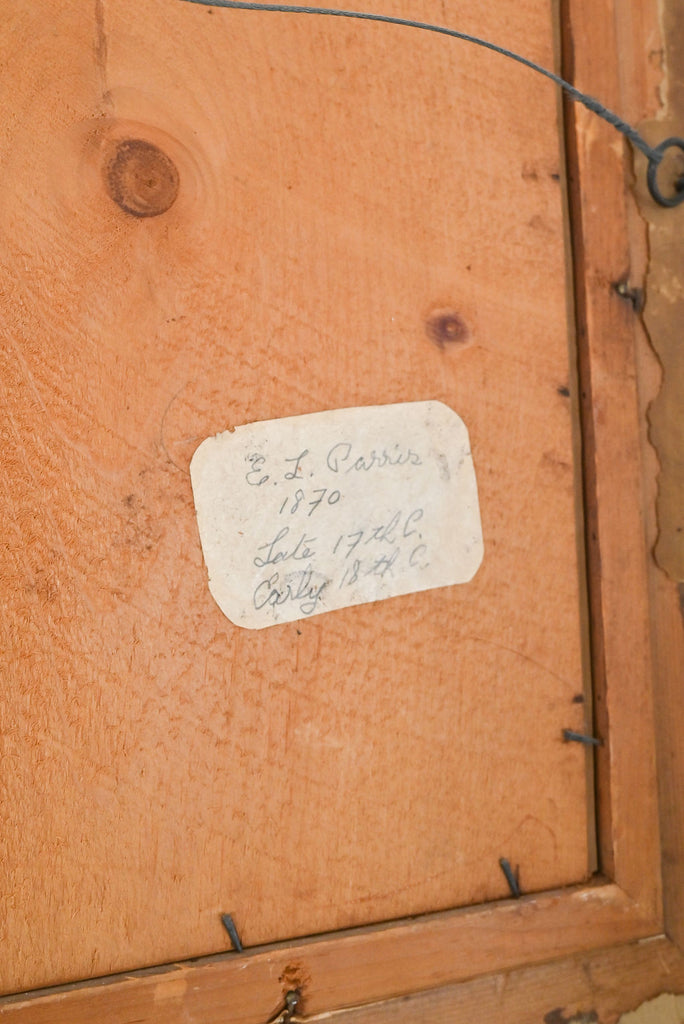 E. L. Parris
1870
Late 17th C.
Early 18th C.